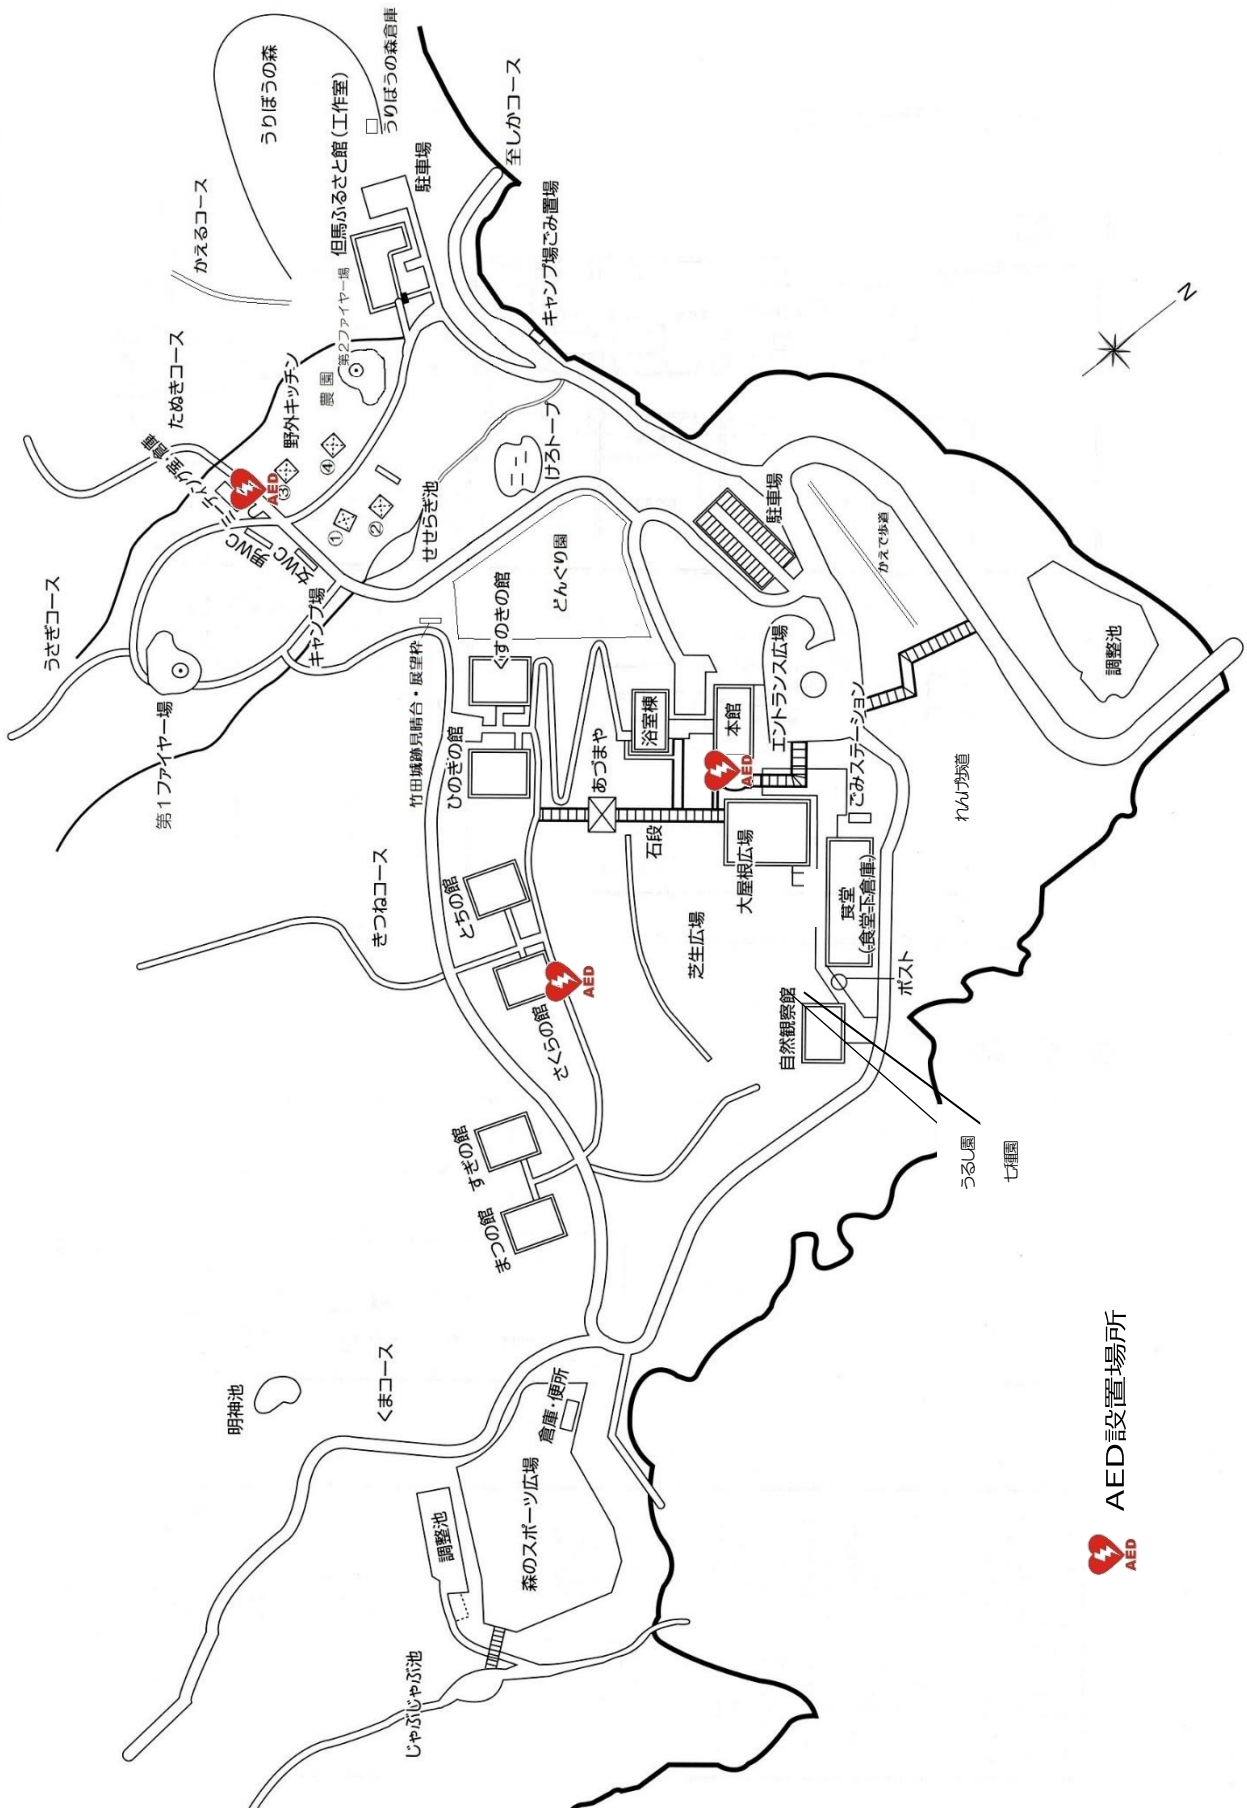 うりぼうの森
うりぼうの森倉庫
かえるコース
但馬ふるさと館(工作室)
駐車場
至しかコース
キャンプ場ごみ置場
第2ファイヤー場
たぬきコース
農園
野外キッチン
ミーティング室・倉庫
AED
③
④
①
②
男WC
女WC
せせらぎ池
けろトープ
駐車場
かえで歩道
N
うさぎコース
キャンプ場
どんぐり園
くすのきの館
竹田城跡見晴台・展望枠
第1ファイヤー場
ひのきの館
あづまや
浴室棟
本館
AED
エントランス広場
ごみステーション
調整池
れんげ歩道
石段
大屋根広場
きつねコース
とちの館
芝生広場
食堂
(食堂下倉庫)
ポスト
さくらの館
AED
自然観察館
うるし園
七種園
すぎの館
まつの館
明神池
くまコース
倉庫・便所
森のスポーツ広場
調整池
じゃぶじゃぶ池
AED
AED設置場所